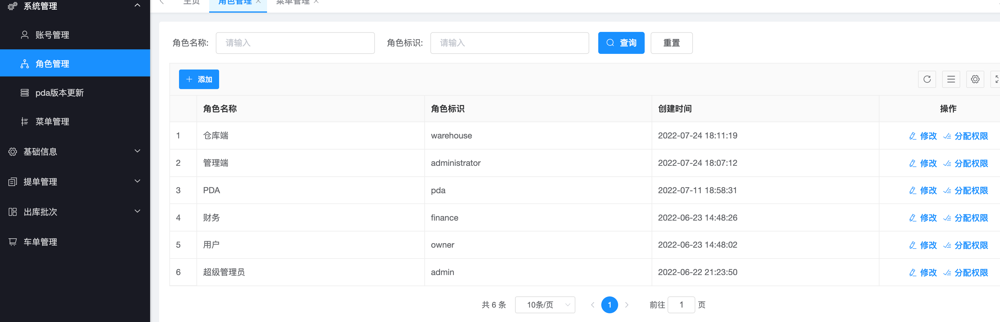 系统管理
账号管理
角色管理
pda版本更新
菜单管理
基础信息
提单管理
出库批次
车单管理
主页 角色管理 菜单管理
角色名称: 请输入 角色标识: 请输入 查询 重置
添加
角色名称 角色标识 创建时间 操作
1 仓库端 warehouse 2022-07-24 18:11:19 修改 分配权限
2 管理端 administrator 2022-07-24 18:07:12 修改 分配权限
3 PDA pda 2022-07-11 18:58:31 修改 分配权限
4 财务 finance 2022-06-23 14:48:26 修改 分配权限
5 用户 owner 2022-06-23 14:48:02 修改 分配权限
6 超级管理员 admin 2022-06-22 21:23:50 修改 分配权限
共 6 条 10条/页 1 前往 1 页